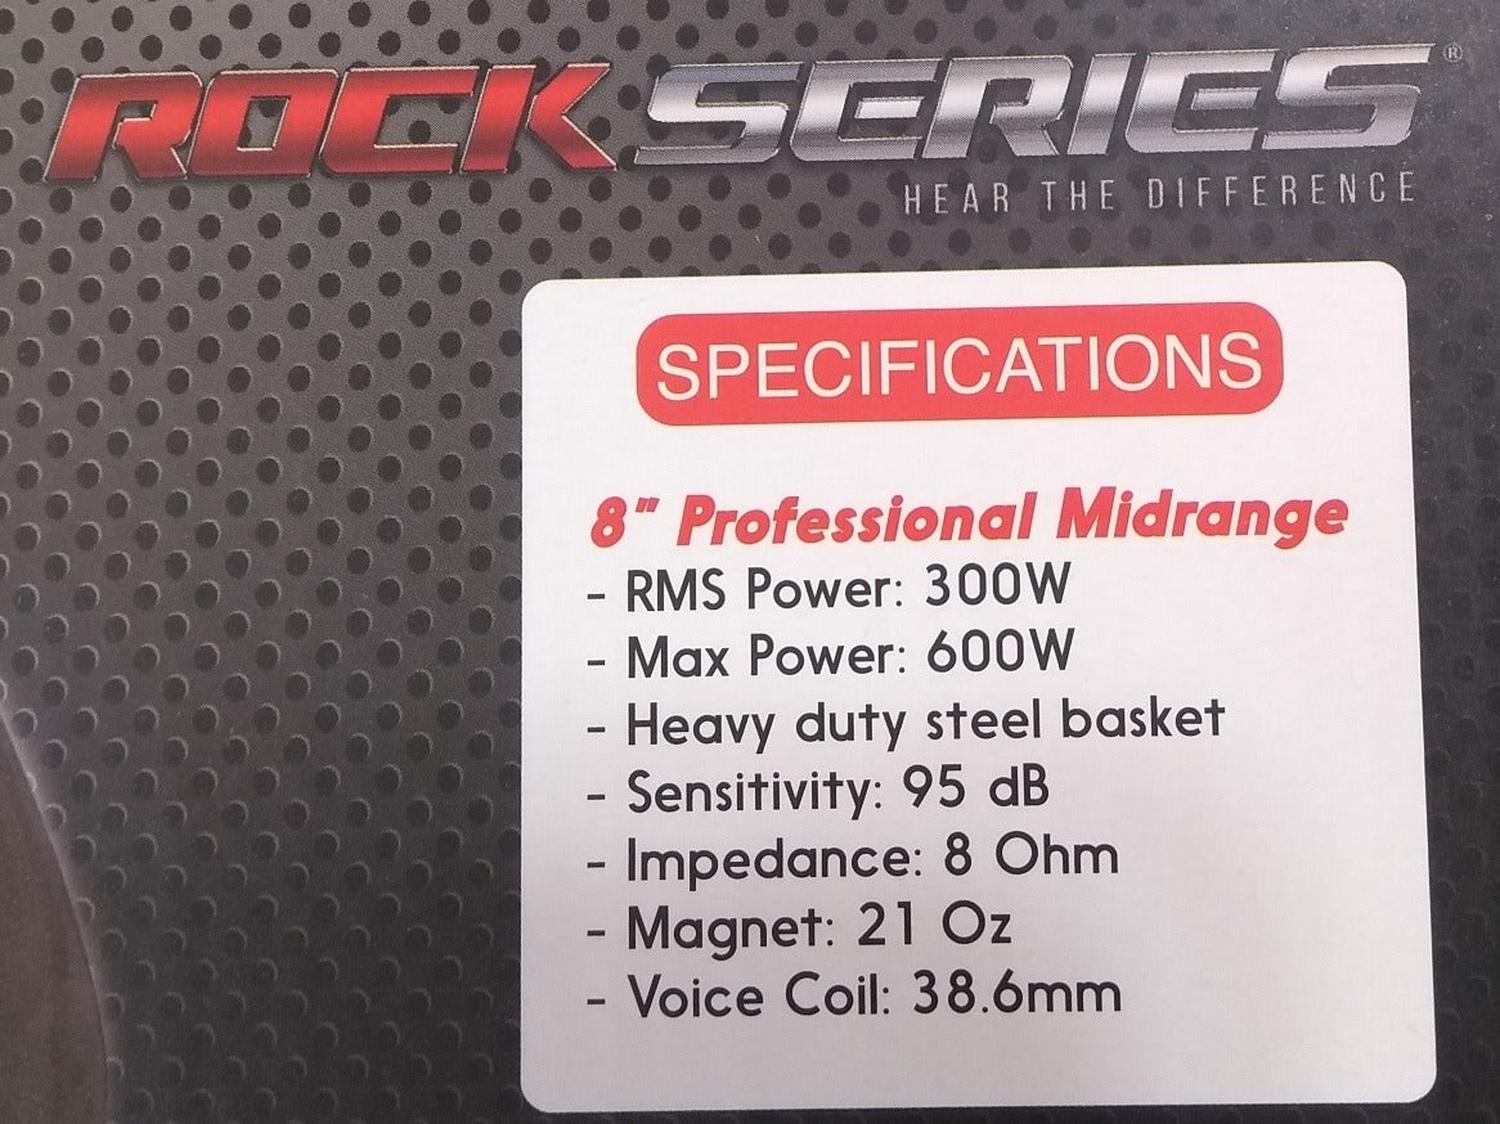 ROCK SERIES®
HEAR THE DIFFERENCE
SPECIFICATIONS
8" Professional Midrange
- RMS Power: 300W
- Max Power: 600W
- Heavy duty steel basket
- Sensitivity: 95 dB
- Impedance: 8 Ohm
- Magnet: 21 Oz
- Voice Coil: 38.6mm